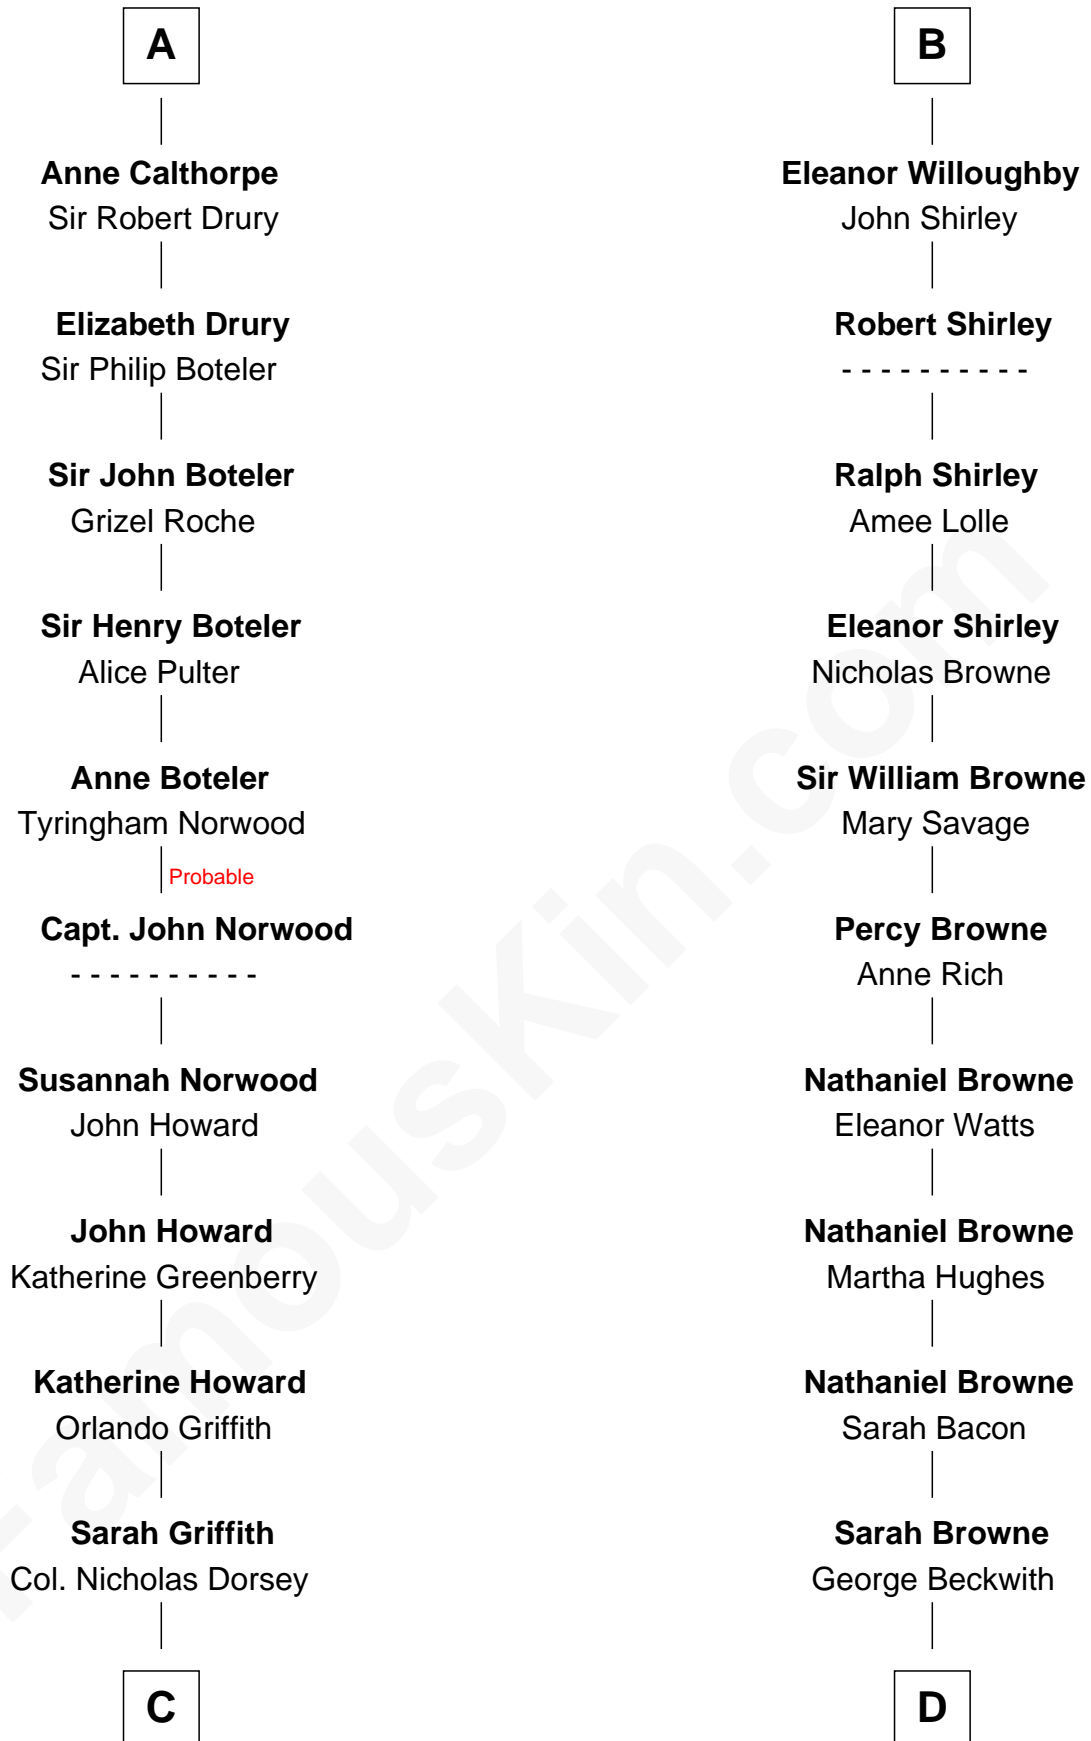 A
Anne Calthorpe
Sir Robert Drury
Elizabeth Drury
Sir Philip Boteler
Sir John Boteler
Grizel Roche
Sir Henry Boteler
Alice Pulter
Anne Boteler
Tyringham Norwood
Probable
Capt. John Norwood
- - - - - - - - - -
Susannah Norwood
John Howard
John Howard
Katherine Greenberry
Katherine Howard
Orlando Griffith
Sarah Griffith
Col. Nicholas Dorsey
C
B
Eleanor Willoughby
John Shirley
Robert Shirley
- - - - - - - - - -
Ralph Shirley
Amee Lolle
Eleanor Shirley
Nicholas Browne
Sir William Browne
Mary Savage
Percy Browne
Anne Rich
Nathaniel Browne
Eleanor Watts
Nathaniel Browne
Martha Hughes
Nathaniel Browne
Sarah Bacon
Sarah Browne
George Beckwith
D
FamousKin.com